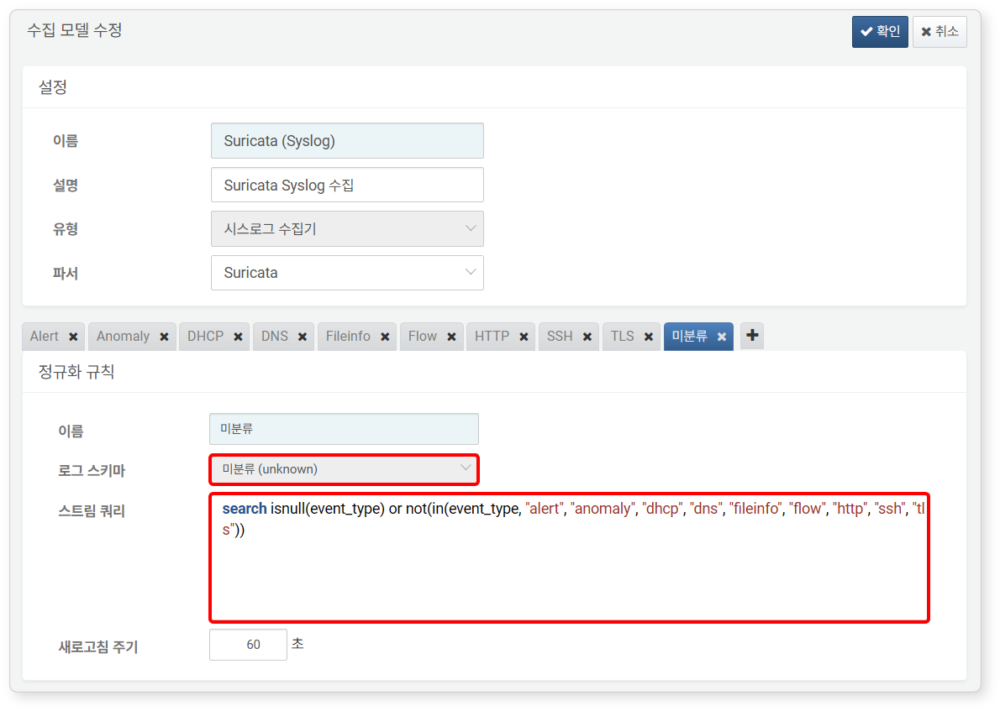 수집 모델 수정
확인
취소
설정
이름
Suricata (Syslog)
설명
Suricata Syslog 수집
유형
시스로그 수집기
파서
Suricata
Alert
Anomaly
DHCP
DNS
Fileinfo
Flow
HTTP
SSH
TLS
미분류
정규화 규칙
이름
미분류
로그 스키마
미분류 (unknown)
스트림 쿼리
search isnull(event_type) or not(in(event_type, "alert", "anomaly", "dhcp", "dns", "fileinfo", "flow", "http", "ssh", "tl
s"))
새로고침 주기
60 초